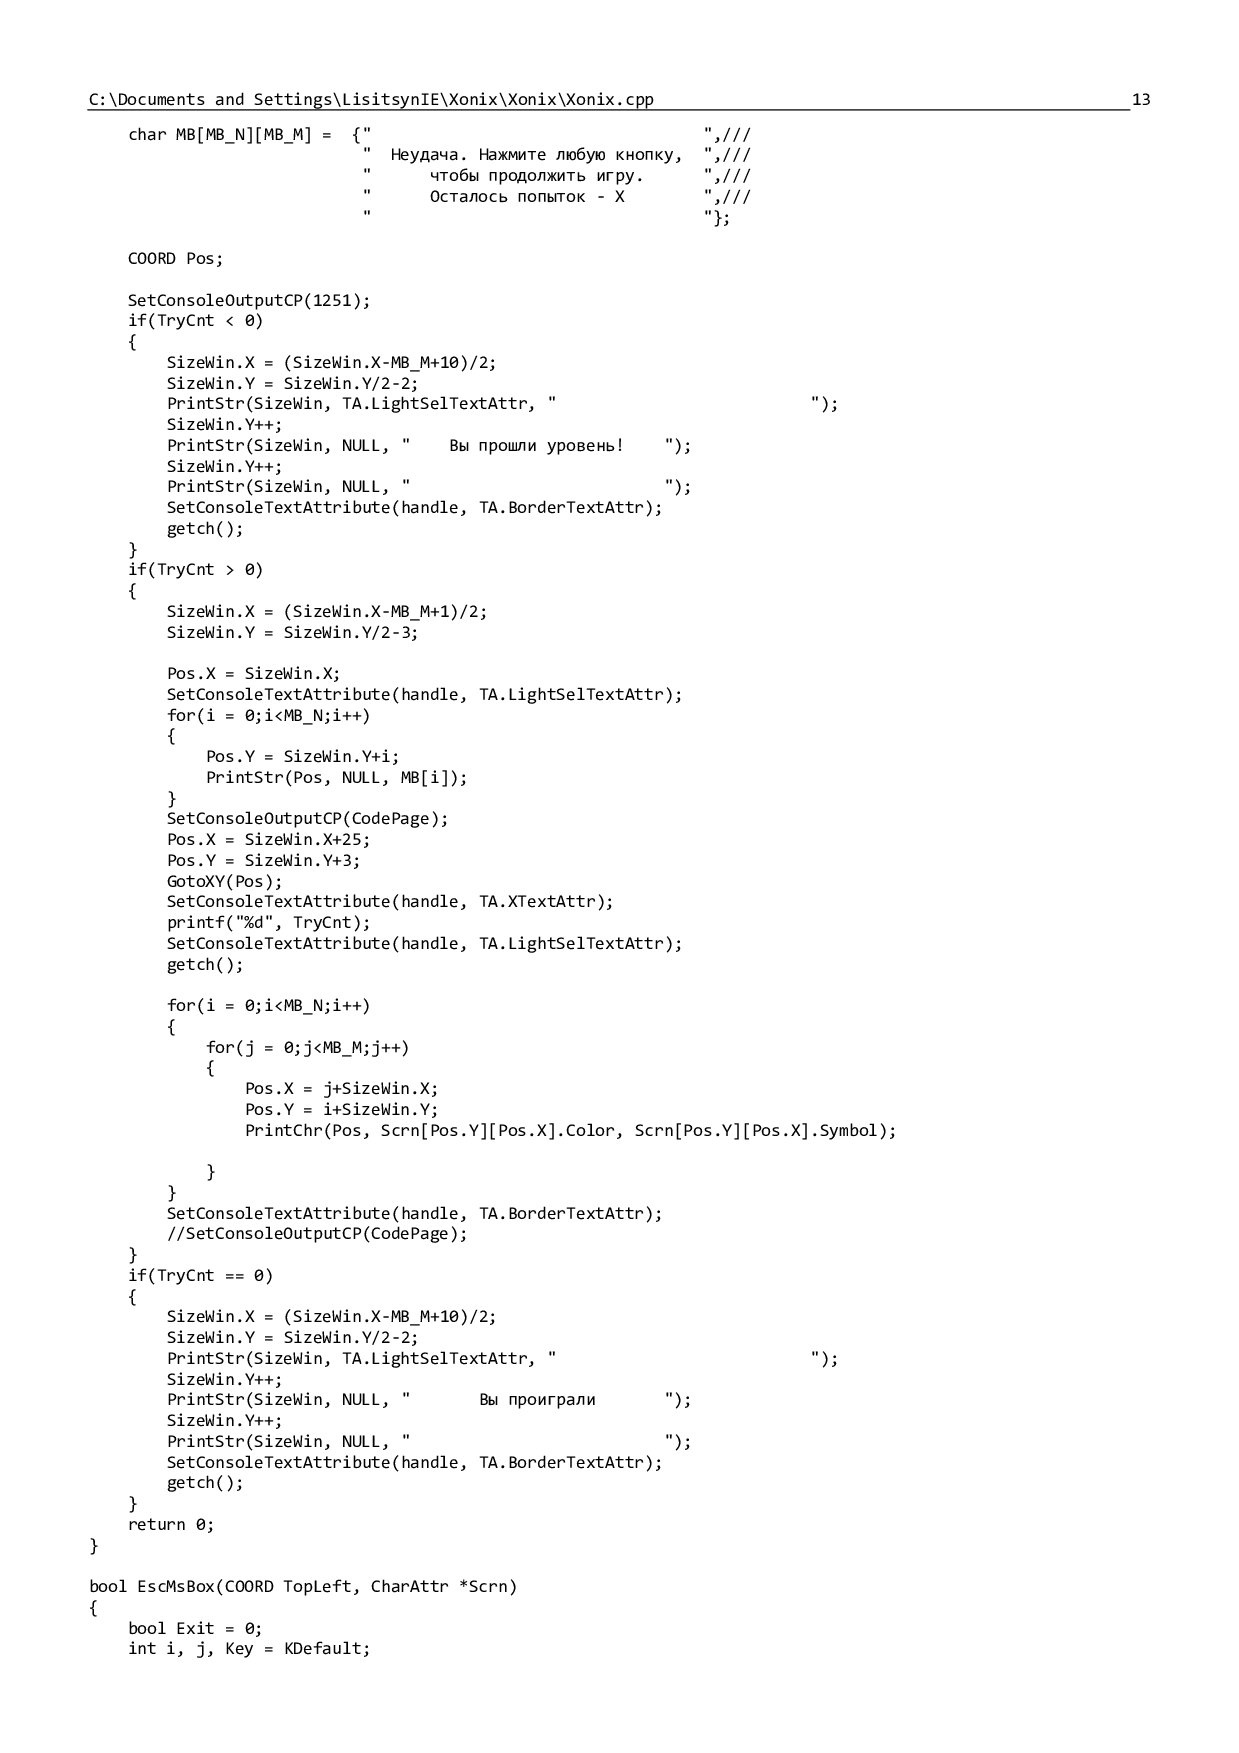 C:\Documents and Settings\LisitsynIE\Xonix\Xonix\Xonix.cpp 13
    char MB[MB_N][MB_M] =  {"                                  ",///
                            "  Неудача. Нажмите любую кнопку,  ",///
                            "      чтобы продолжить игру.      ",///
                            "      Осталось попыток - X        ",///
                            "                                  "};

    COORD Pos;

    SetConsoleOutputCP(1251);
    if(TryCnt < 0)
    {
        SizeWin.X = (SizeWin.X-MB_M+10)/2;
        SizeWin.Y = SizeWin.Y/2-2;
        PrintStr(SizeWin, TA.LightSelTextAttr, "                          ");
        SizeWin.Y++;
        PrintStr(SizeWin, NULL, "    Вы прошли уровень!    ");
        SizeWin.Y++;
        PrintStr(SizeWin, NULL, "                          ");
        SetConsoleTextAttribute(handle, TA.BorderTextAttr);
        getch();
    }
    if(TryCnt > 0)
    {
        SizeWin.X = (SizeWin.X-MB_M+1)/2;
        SizeWin.Y = SizeWin.Y/2-3;

        Pos.X = SizeWin.X;
        SetConsoleTextAttribute(handle, TA.LightSelTextAttr);
        for(i = 0;i<MB_N;i++)
        {
            Pos.Y = SizeWin.Y+i;
            PrintStr(Pos, NULL, MB[i]);
        }
        SetConsoleOutputCP(CodePage);
        Pos.X = SizeWin.X+25;
        Pos.Y = SizeWin.Y+3;
        GotoXY(Pos);
        SetConsoleTextAttribute(handle, TA.XTextAttr);
        printf("%d", TryCnt);
        SetConsoleTextAttribute(handle, TA.LightSelTextAttr);
        getch();

        for(i = 0;i<MB_N;i++)
        {
            for(j = 0;j<MB_M;j++)
            {
                Pos.X = j+SizeWin.X;
                Pos.Y = i+SizeWin.Y;
                PrintChr(Pos, Scrn[Pos.Y][Pos.X].Color, Scrn[Pos.Y][Pos.X].Symbol);

            }
        }
        SetConsoleTextAttribute(handle, TA.BorderTextAttr);
        //SetConsoleOutputCP(CodePage);
    }
    if(TryCnt == 0)
    {
        SizeWin.X = (SizeWin.X-MB_M+10)/2;
        SizeWin.Y = SizeWin.Y/2-2;
        PrintStr(SizeWin, TA.LightSelTextAttr, "                          ");
        SizeWin.Y++;
        PrintStr(SizeWin, NULL, "       Вы проиграли       ");
        SizeWin.Y++;
        PrintStr(SizeWin, NULL, "                          ");
        SetConsoleTextAttribute(handle, TA.BorderTextAttr);
        getch();
    }
    return 0;
}

bool EscMsBox(COORD TopLeft, CharAttr *Scrn)
{
    bool Exit = 0;
    int i, j, Key = KDefault;